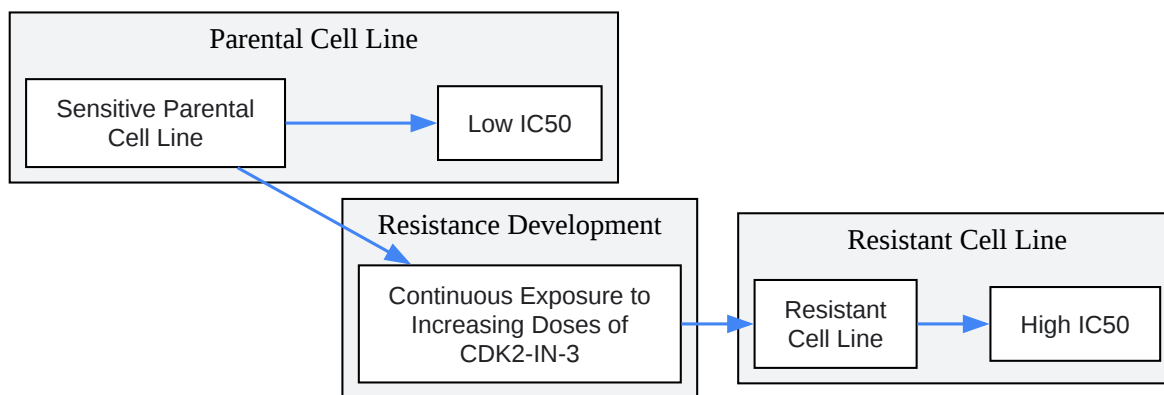 Parental Cell Line
Sensitive Parental
Cell Line
Low IC50
Resistance Development
Continuous Exposure to
Increasing Doses of
CDK2-IN-3
Resistant Cell Line
Resistant
Cell Line
High IC50